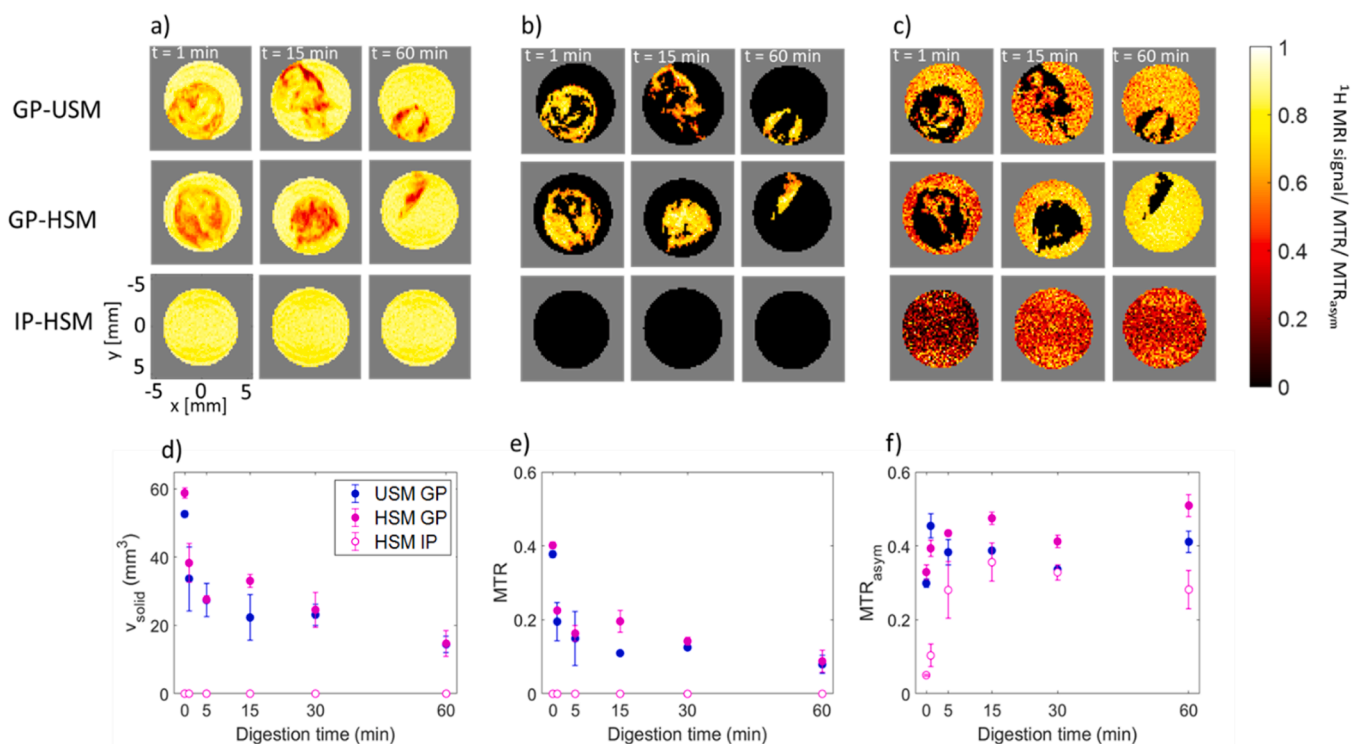 a) b) c)
t = 1 min t = 15 min t = 60 min t = 1 min t = 15 min t = 60 min t = 1 min t = 15 min t = 60 min
GP-USM
GP-HSM
IP-HSM
-5
0
5
y [mm]
-5 0 5
x [mm]
1
0.8
0.6
0.4
0.2
0
¹H MRI signal/ MTR/ MTRasym
d)
60
40
20
0
vsolid (mm³)
USM GP
HSM GP
HSM IP
0 5 15 30 60
Digestion time (min)
e)
0.6
0.4
0.2
0
MTR
0 5 15 30 60
Digestion time (min)
f)
0.6
0.4
0.2
0
MTRasym
0 5 15 30 60
Digestion time (min)